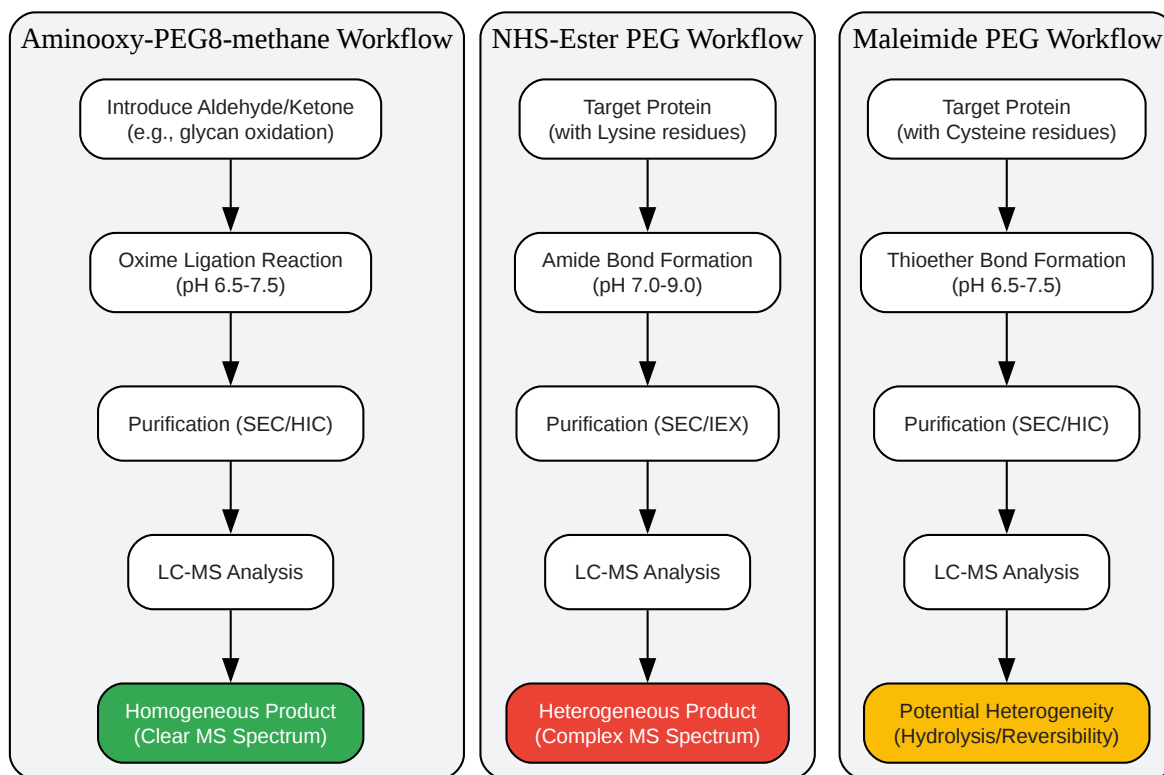 Aminooxy-PEG8-methane Workflow
Introduce Aldehyde/Ketone
(e.g., glycan oxidation)
Oxime Ligation Reaction
(pH 6.5-7.5)
Purification (SEC/HIC)
LC-MS Analysis
Homogeneous Product
(Clear MS Spectrum)
NHS-Ester PEG Workflow
Target Protein
(with Lysine residues)
Amide Bond Formation
(pH 7.0-9.0)
Purification (SEC/IEX)
LC-MS Analysis
Heterogeneous Product
(Complex MS Spectrum)
Maleimide PEG Workflow
Target Protein
(with Cysteine residues)
Thioether Bond Formation
(pH 6.5-7.5)
Purification (SEC/HIC)
LC-MS Analysis
Potential Heterogeneity
(Hydrolysis/Reversibility)